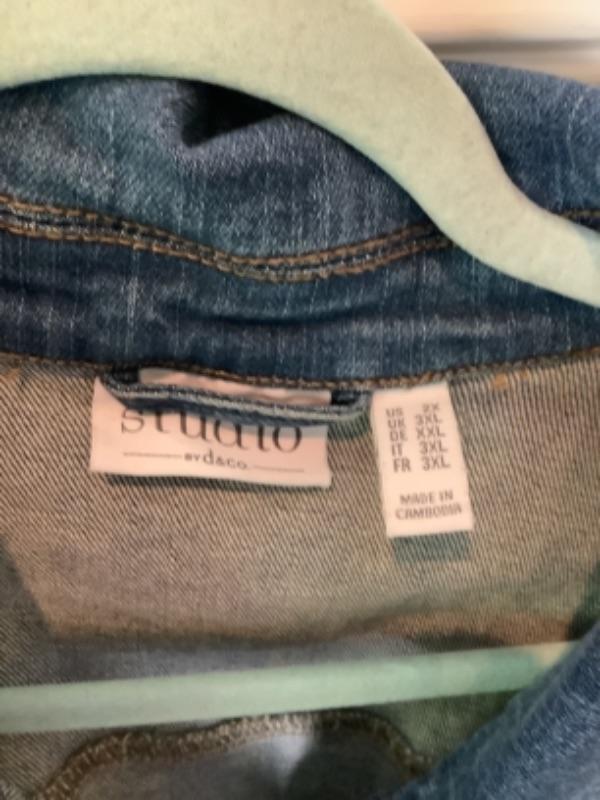 studio
BY d&co.
US 2X
UK 3XL
DE XXL
IT 3XL
FR 3XL
MADE IN
CAMBODIA